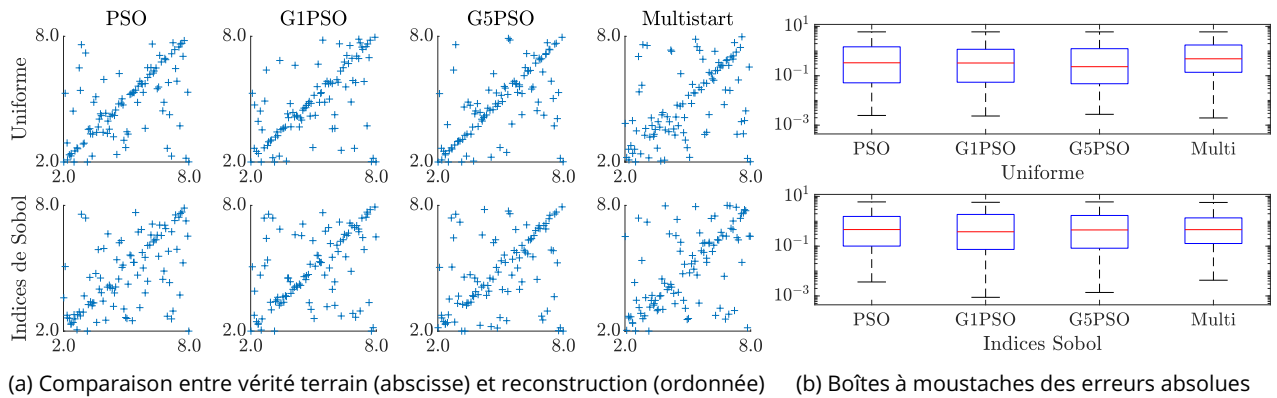 PSO G1PSO G5PSO Multistart
Uniforme
8.0
2.0
2.0 8.0 2.0 8.0 2.0 8.0 2.0 8.0
Indices de Sobol
8.0 8.0 8.0 8.0
2.0 2.0 2.0 2.0
2.0 8.0 2.0 8.0 2.0 8.0 2.0 8.0
(a) Comparaison entre vérité terrain (abscisse) et reconstruction (ordonnée)
10¹
10⁻¹
10⁻³
PSO G1PSO G5PSO Multi
Uniforme
10¹
10⁻¹
10⁻³
PSO G1PSO G5PSO Multi
Indices Sobol
(b) Boîtes à moustaches des erreurs absolues